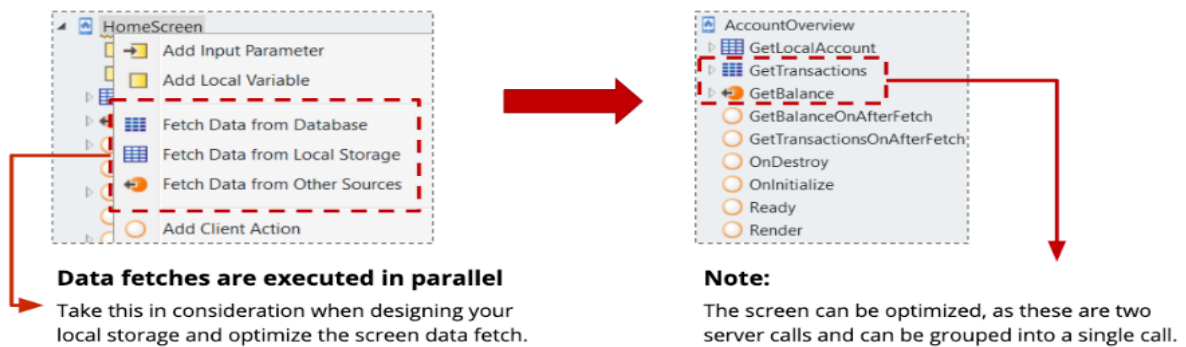 HomeScreen
Add Input Parameter
Add Local Variable
Fetch Data from Database
Fetch Data from Local Storage
Fetch Data from Other Sources
Add Client Action
Data fetches are executed in parallel
Take this in consideration when designing your
local storage and optimize the screen data fetch.
AccountOverview
GetLocalAccount
GetTransactions
GetBalance
GetBalanceOnAfterFetch
GetTransactionsOnAfterFetch
OnDestroy
OnInitialize
Ready
Render
Note:
The screen can be optimized, as these are two
server calls and can be grouped into a single call.